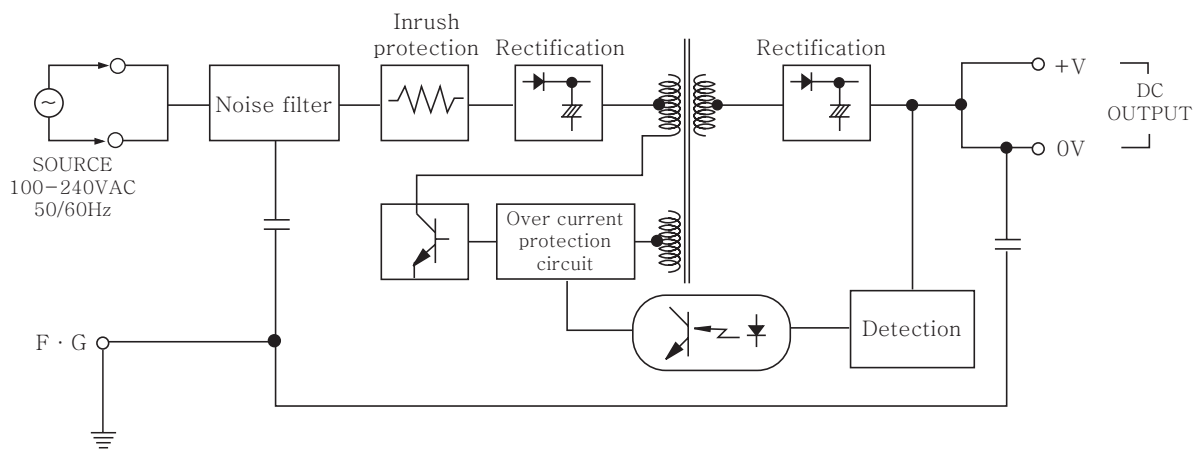 Inrush
protection
Rectification
Rectification
Noise filter
+V
DC
OUTPUT
0V
SOURCE
100-240VAC
50/60Hz
Over current
protection
circuit
Detection
F · G